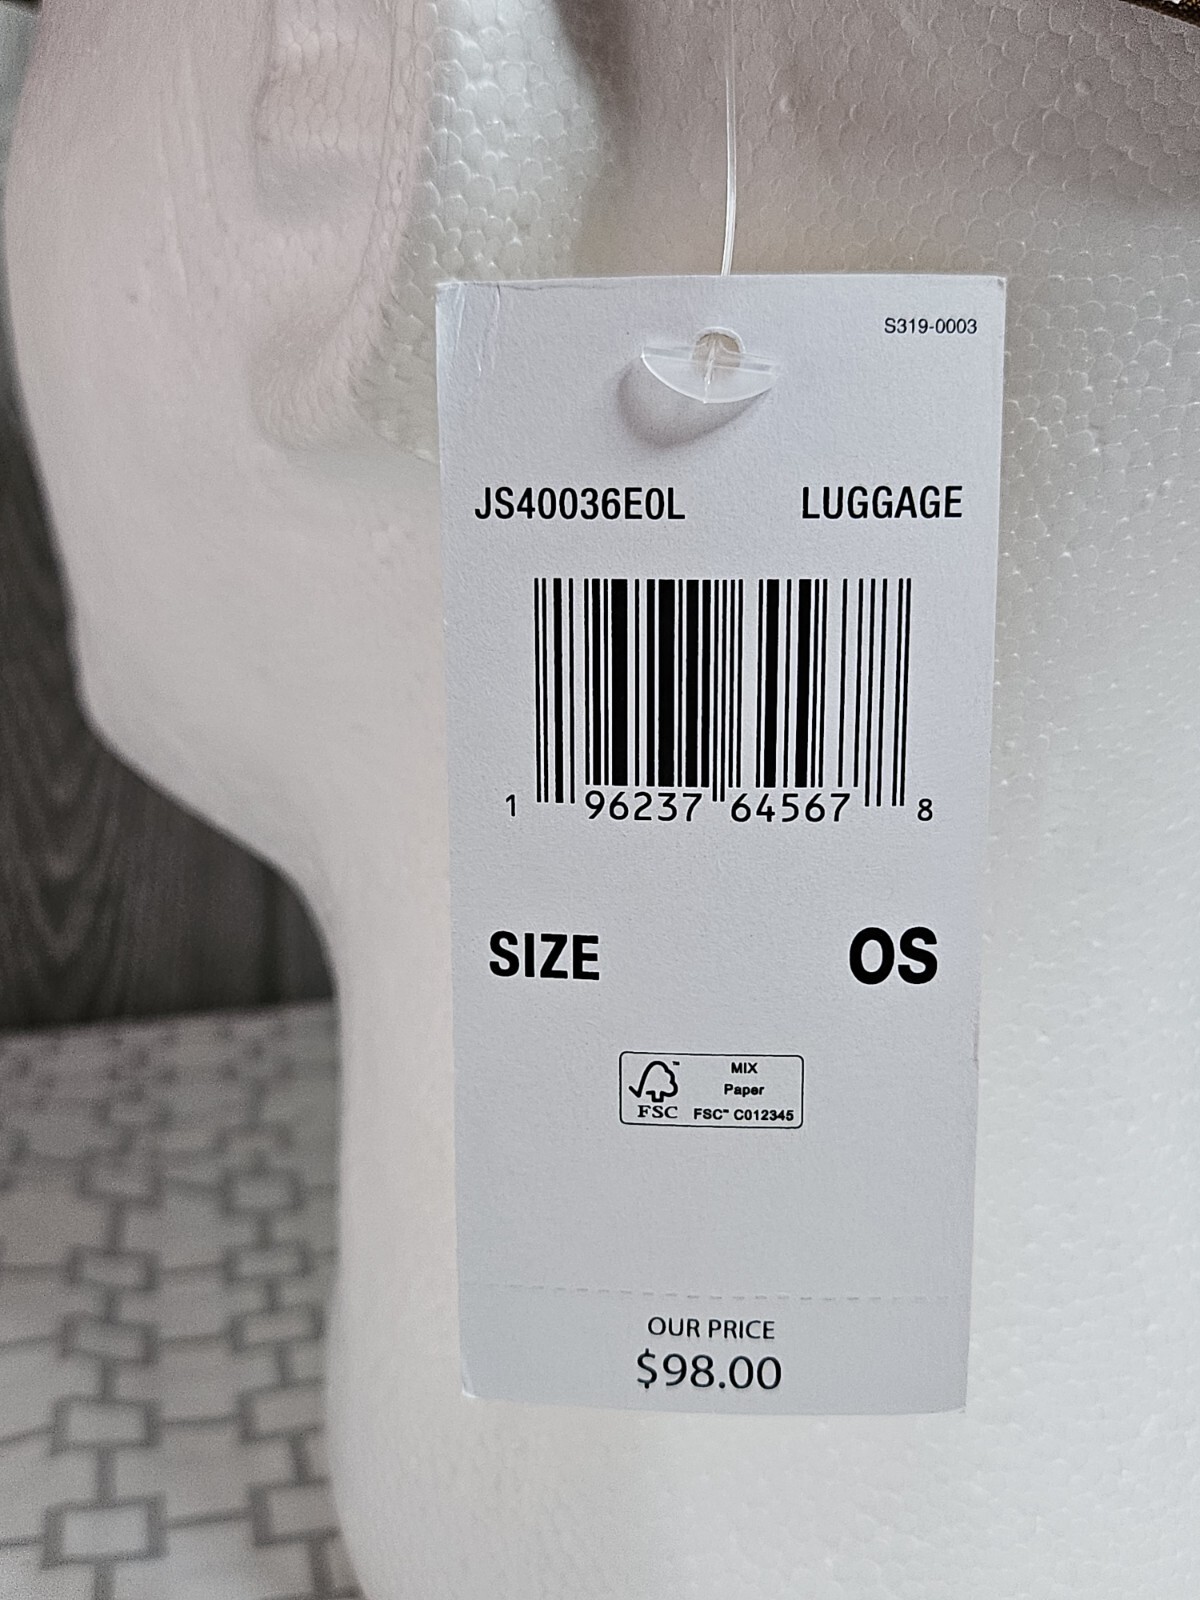 S319-0003
JS40036E0L LUGGAGE
1 96237 64567 8
SIZE OS
MIX
Paper
FSC FSC™ C012345
OUR PRICE
$98.00